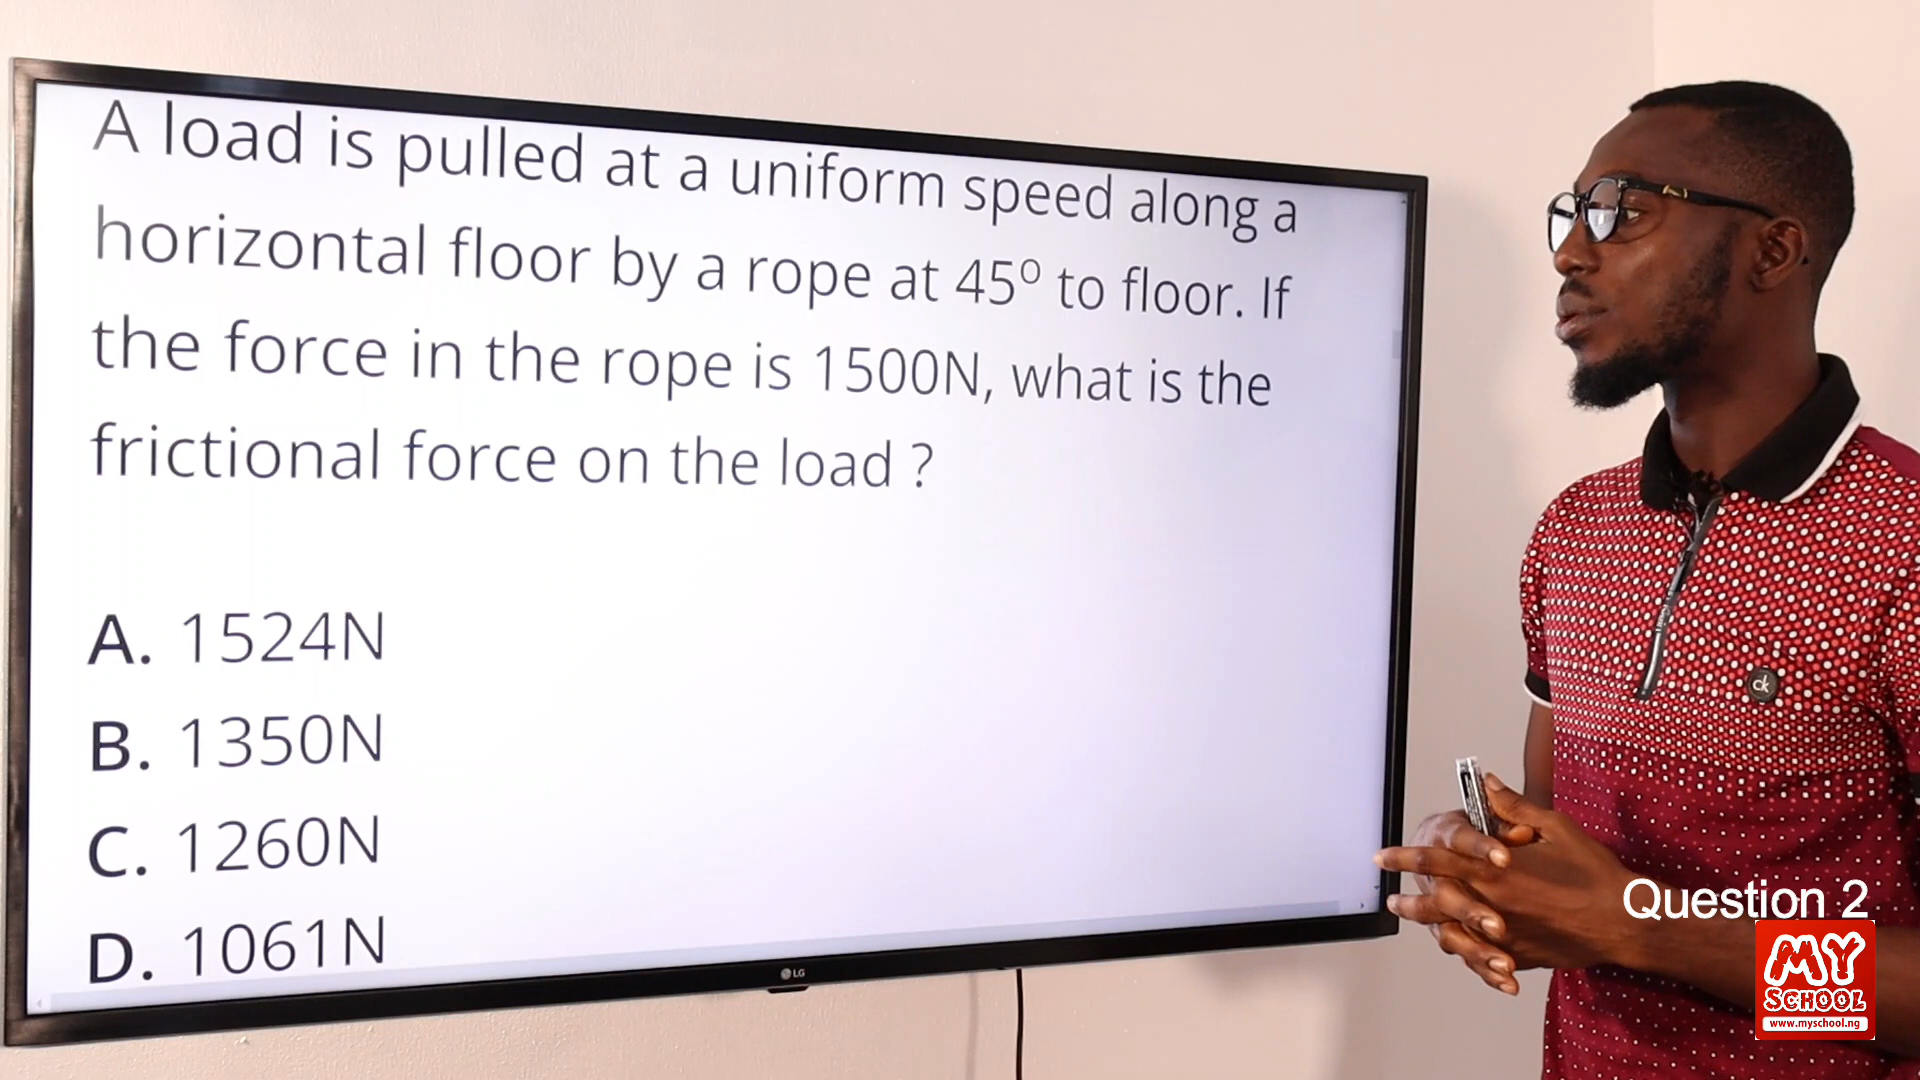 A load is pulled at a uniform speed along a
horizontal floor by a rope at 45º to floor. If
the force in the rope is 1500N, what is the
frictional force on the load ?
A. 1524N
B. 1350N
C. 1260N
D. 1061N
LG
ck
Question 2
MY
SCHOOL
www.myschool.ng